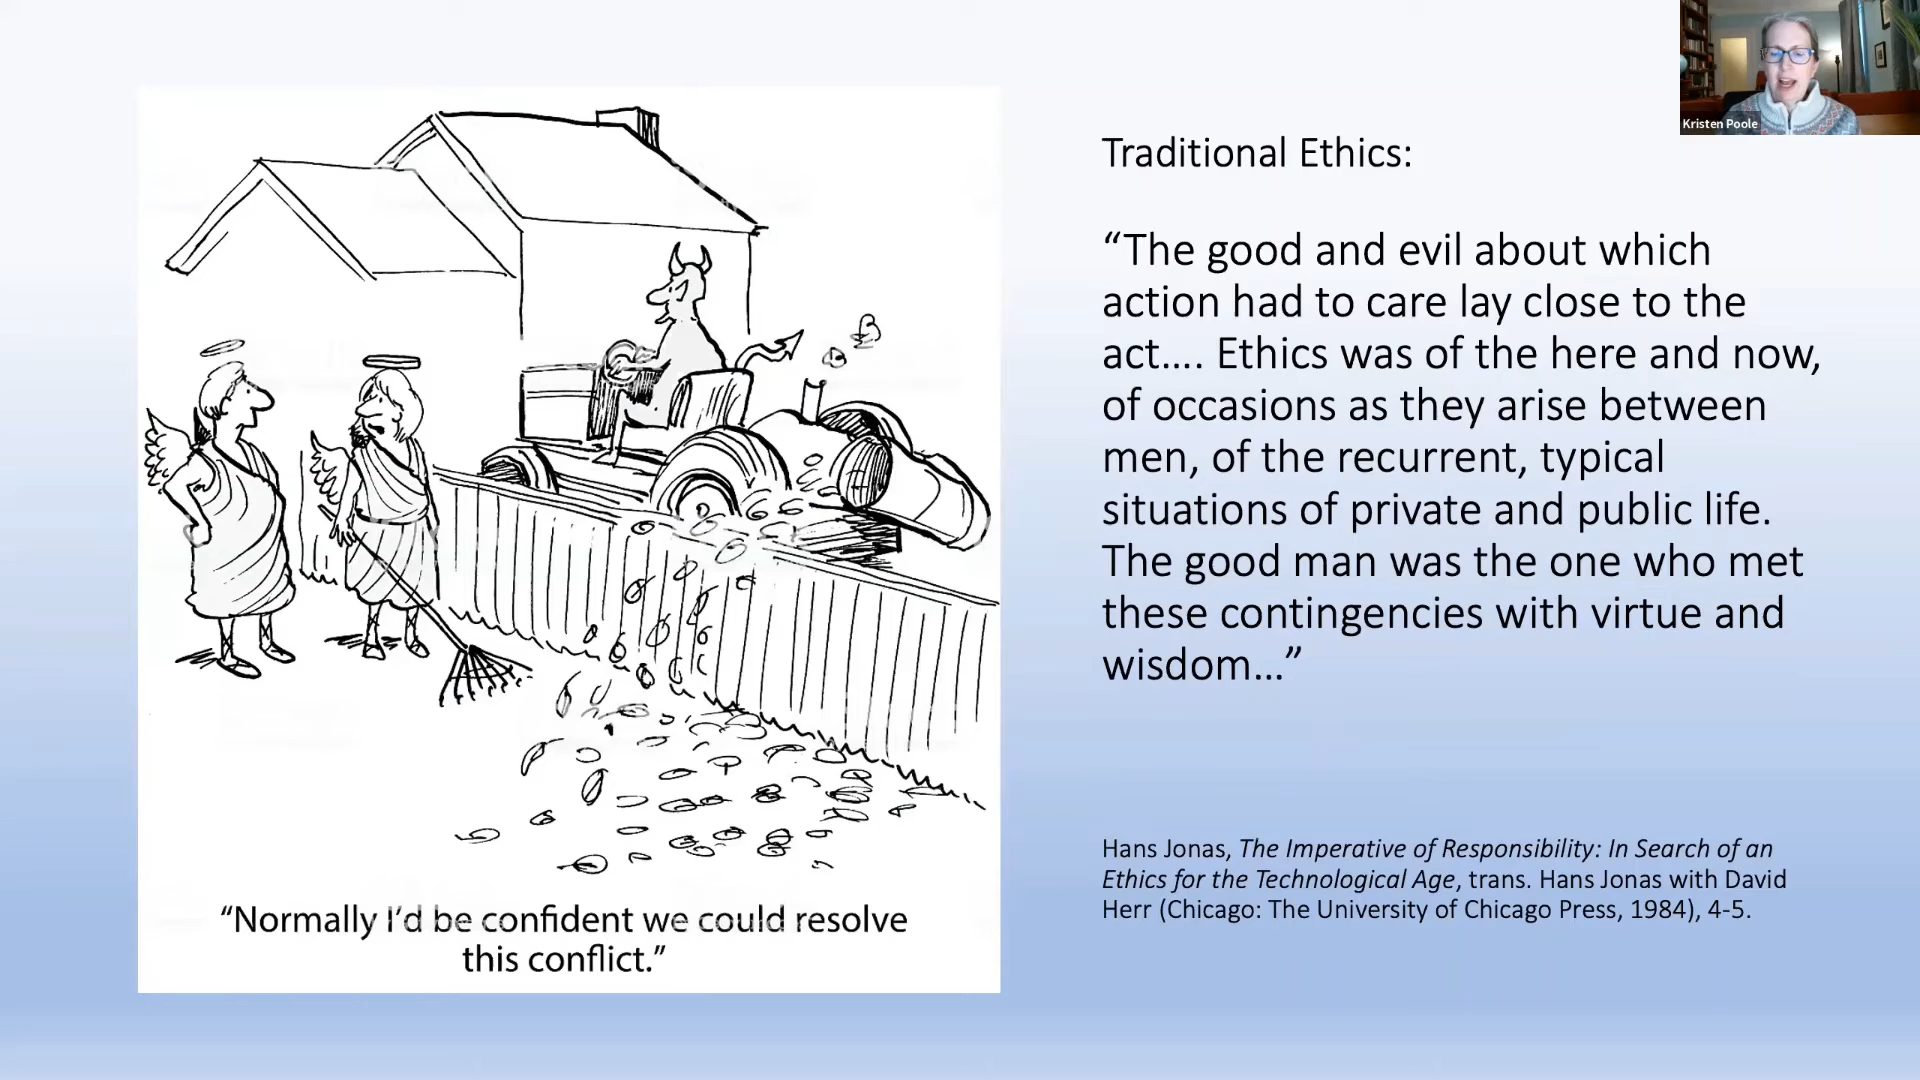 Kristen Poole
Traditional Ethics:
“The good and evil about which
action had to care lay close to the
act…. Ethics was of the here and now,
of occasions as they arise between
men, of the recurrent, typical
situations of private and public life.
The good man was the one who met
these contingencies with virtue and
wisdom…”
Hans Jonas, The Imperative of Responsibility: In Search of an
Ethics for the Technological Age, trans. Hans Jonas with David
Herr (Chicago: The University of Chicago Press, 1984), 4-5.
“Normally I’d be confident we could resolve
this conflict.”